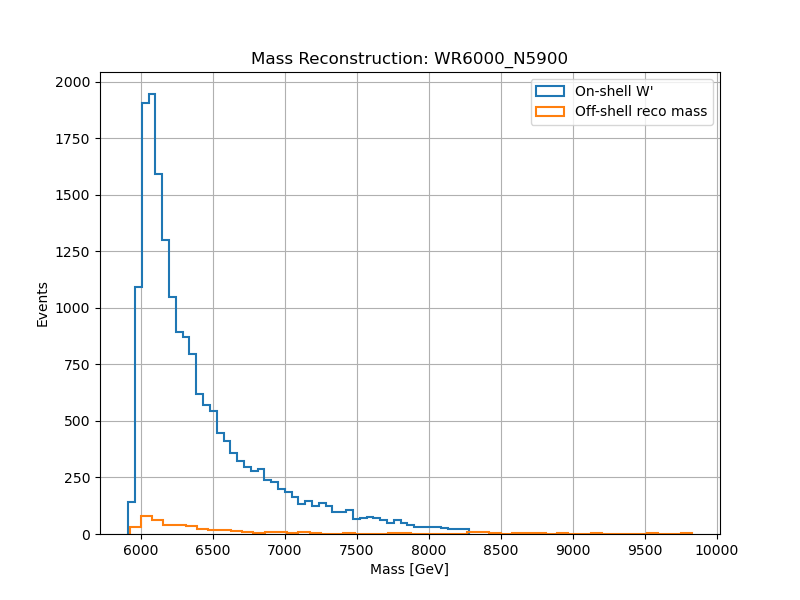 Mass Reconstruction: WR6000_N5900
On-shell W'
Off-shell reco mass
2000
1750
1500
1250
1000
750
500
250
0
Events
6000 6500 7000 7500 8000 8500 9000 9500 10000
Mass [GeV]